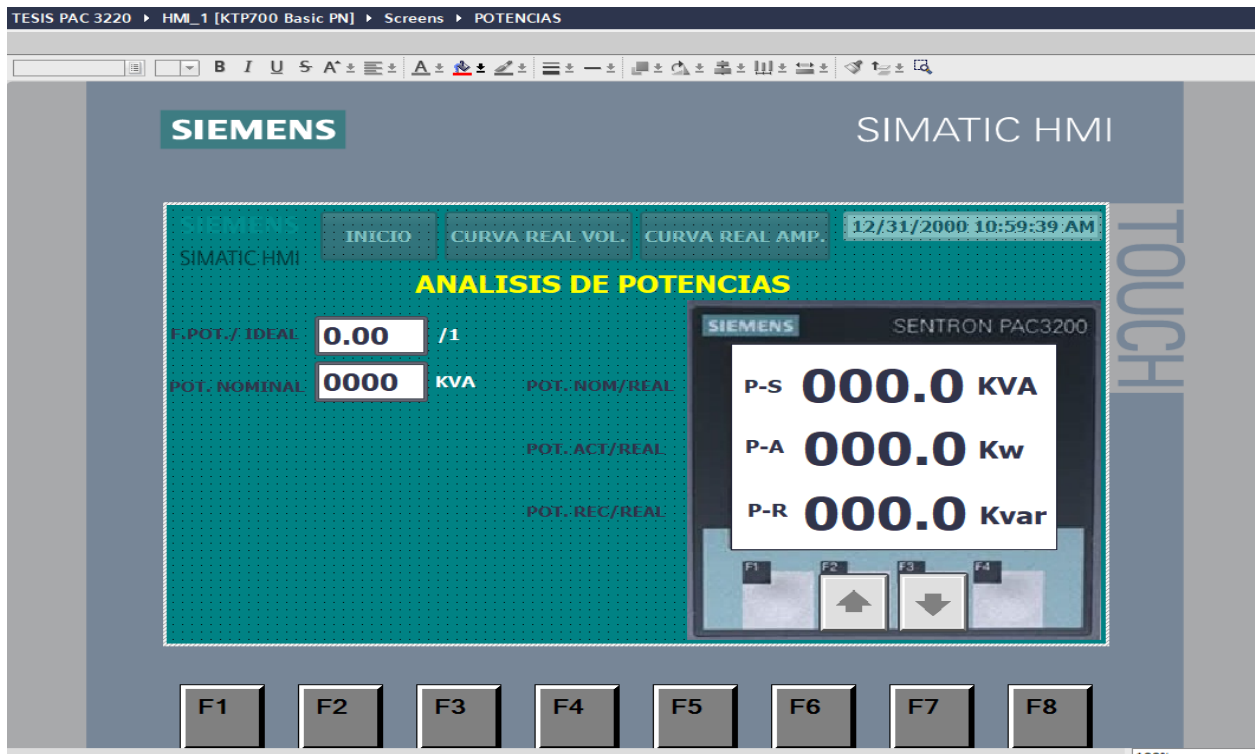 TESIS PAC 3220 ▸ HMI_1 [KTP700 Basic PN] ▸ Screens ▸ POTENCIAS
B I U S A A
SIEMENS SIMATIC HMI
TOUCH
SIEMENS
SIMATIC HMI
INICIO CURVA REAL VOL. CURVA REAL AMP. 12/31/2000 10:59:39 AM
ANALISIS DE POTENCIAS
F.POT./ IDEAL 0.00 /1
POT. NOMINAL 0000 KVA
SIEMENS SENTRON PAC3200
POT. NOM/REAL P-S 000.0 KVA
POT. ACT/REAL P-A 000.0 Kw
POT. REC/REAL P-R 000.0 Kvar
F1 F2 F3 F4
F1 F2 F3 F4 F5 F6 F7 F8